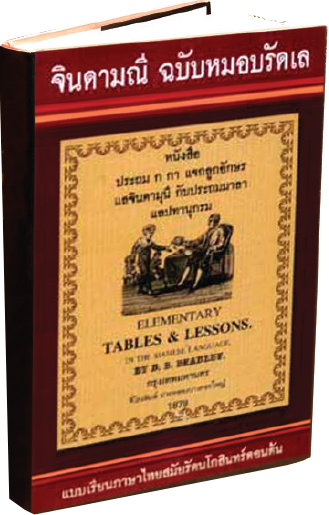 จินดามณี ฉบับหมอบรัดเล
หนังสือ
ประถม ก กา แจกลูกอักษร
แลจินดามุนี กับประถมมาลา
แลปทานุกรม
ELEMENTARY
TABLES & LESSONS.
IN THE SIAMESE LANGUAGE,
BY D. B. BRADLEY.
กรุงเทพมหานคร
1879
แบบเรียนภาษาไทยสมัยรัตนโกสินทร์ตอนต้น